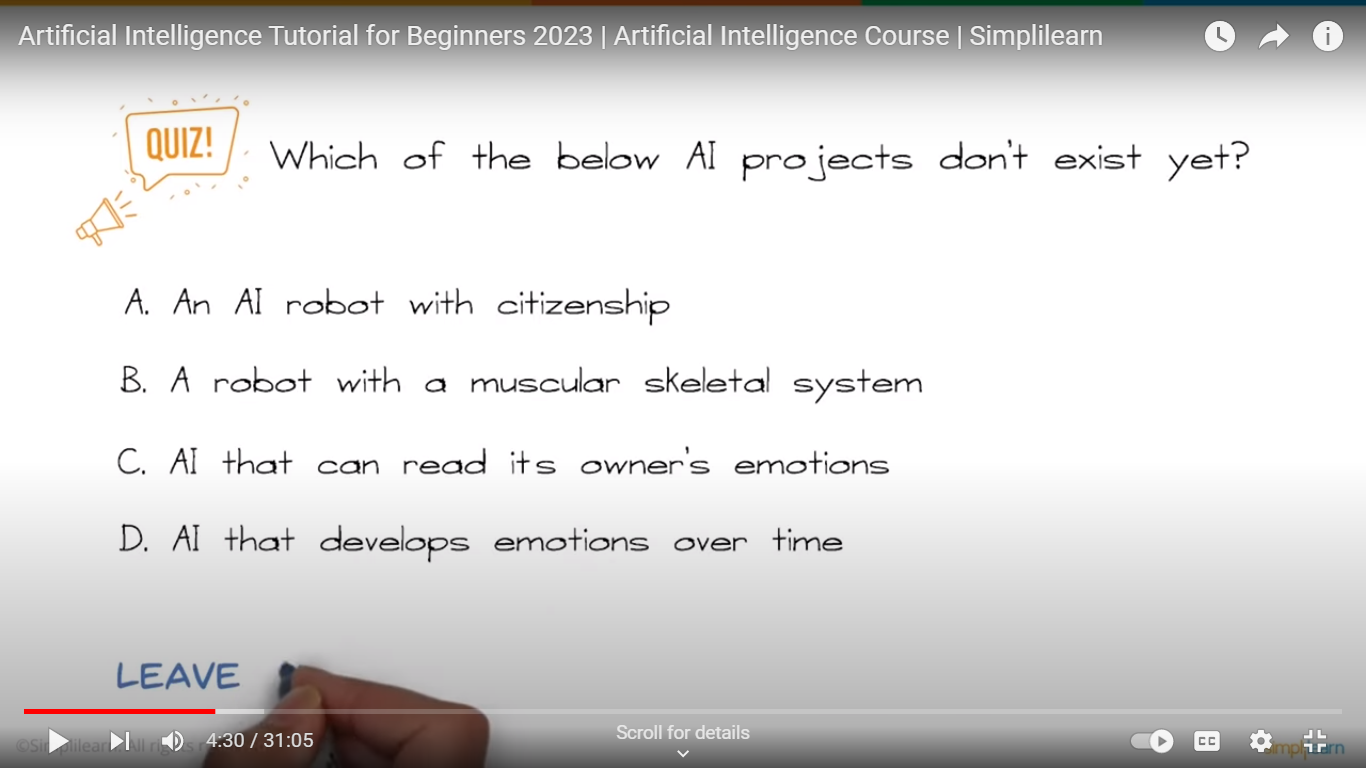 Artificial Intelligence Tutorial for Beginners 2023 | Artificial Intelligence Course | Simplilearn
QUIZ!
Which of the below AI projects don't exist yet?
A. An AI robot with citizenship
B. A robot with a muscular skeletal system
C. AI that can read its owner's emotions
D. AI that develops emotions over time
LEAVE
Scroll for details
4:30 / 31:05
CC